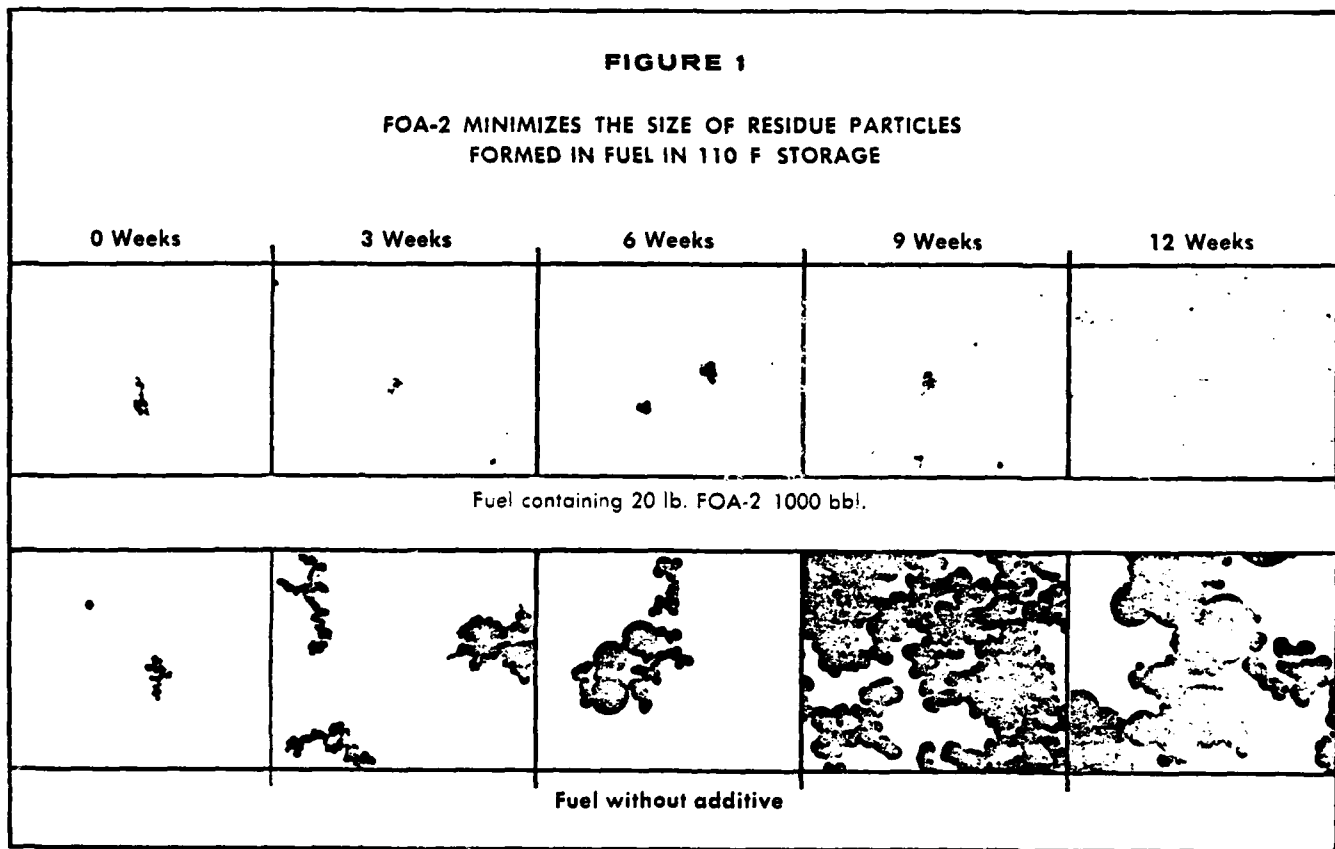 FIGURE 1
FOA-2 MINIMIZES THE SIZE OF RESIDUE PARTICLES
FORMED IN FUEL IN 110 F STORAGE
0 Weeks 3 Weeks 6 Weeks 9 Weeks 12 Weeks
Fuel containing 20 lb. FOA-2 1000 bbl.
Fuel without additive